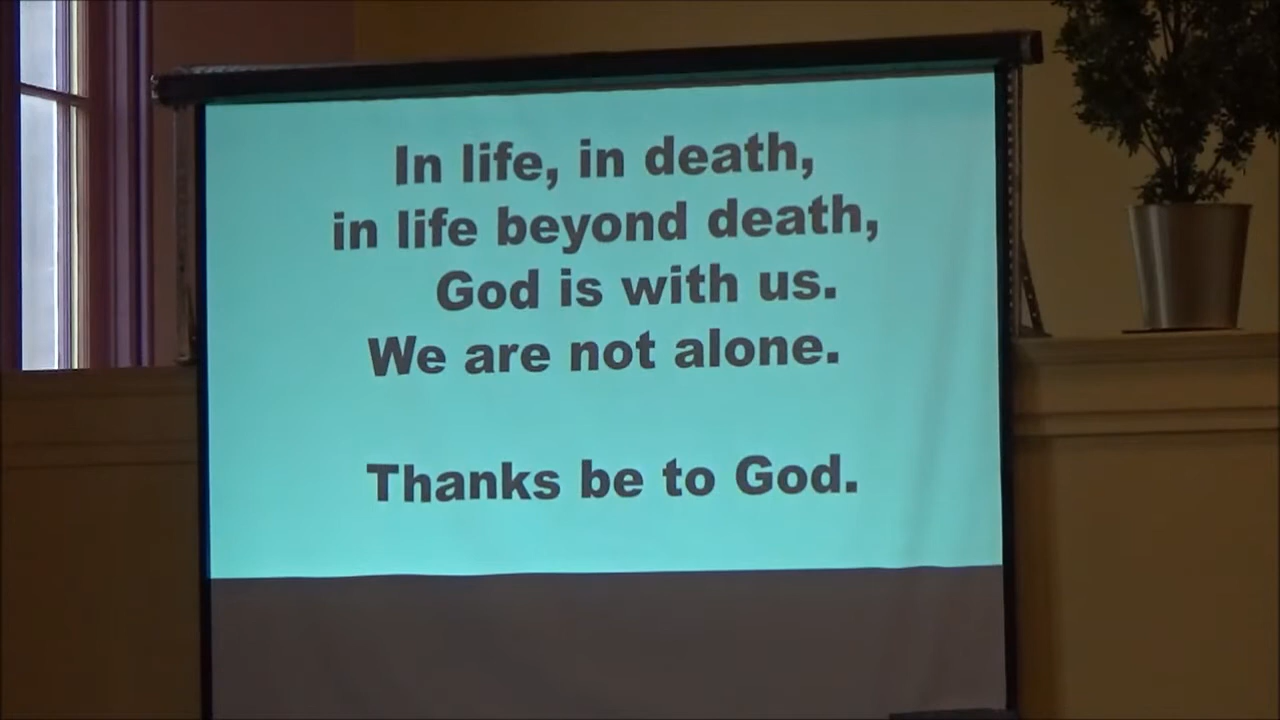 In life, in death,
in life beyond death,
God is with us.
We are not alone.
Thanks be to God.